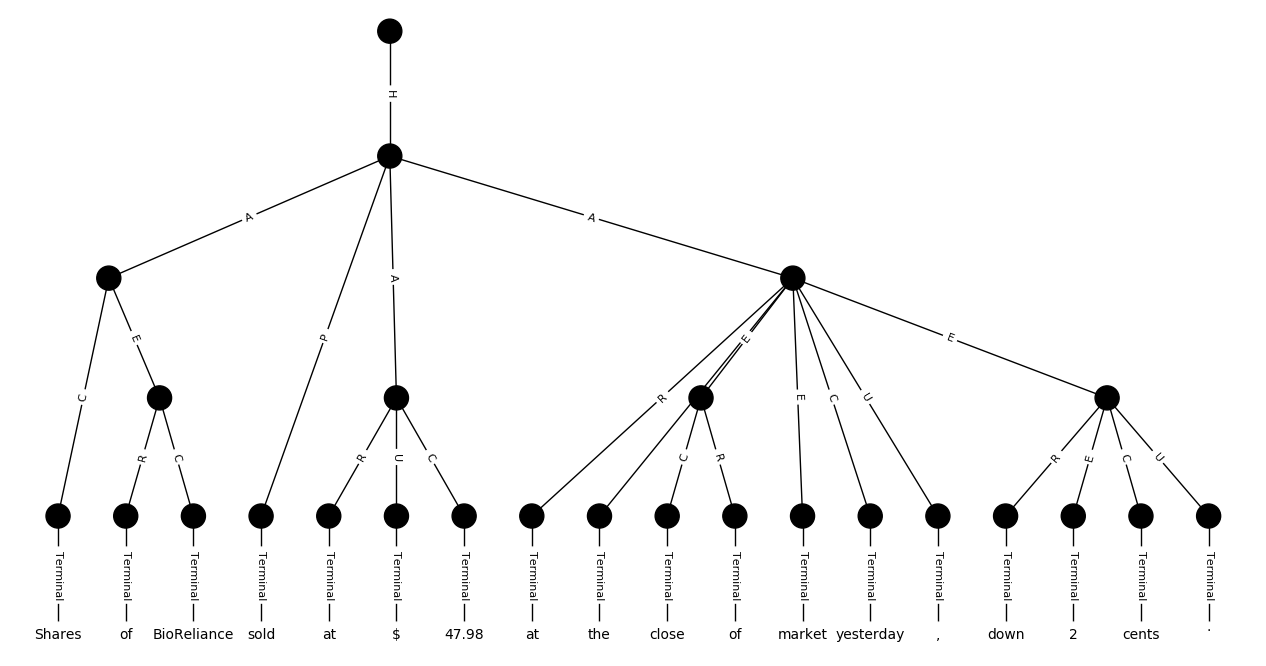 H
A A
P A
E E E
C R E C U
R C R U C C R R E C U
Terminal Terminal Terminal Terminal Terminal Terminal Terminal Terminal Terminal Terminal Terminal Terminal Terminal Terminal Terminal Terminal Terminal Terminal
Shares of BioReliance sold at $ 47.98 at the close of market yesterday , down 2 cents .